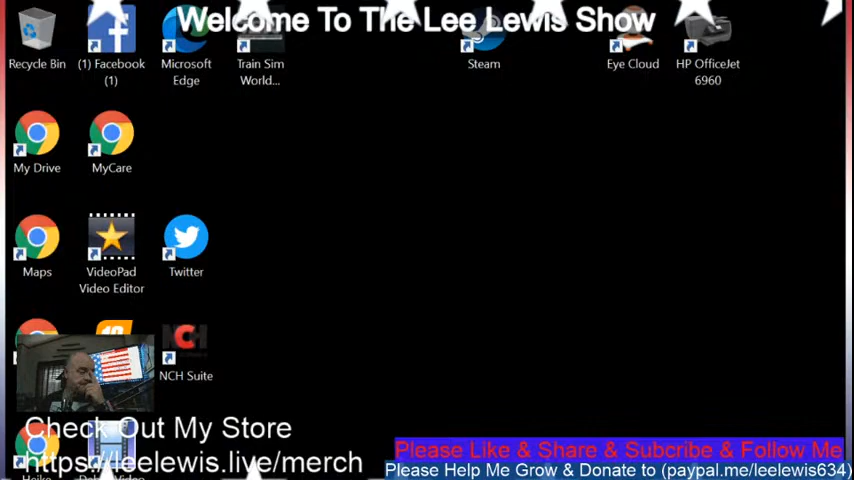 Welcome To The Lee Lewis Show
Recycle Bin
(1) Facebook
(1)
Microsoft
Edge
Train Sim
World...
Steam
Eye Cloud
HP OfficeJet
6960
My Drive
MyCare
Maps
VideoPad
Video Editor
Twitter
NCH
NCH Suite
Check Out My Store
https://leelewis.live/merch
Please Like & Share & Subcribe & Follow Me
Please Help Me Grow & Donate to (paypal.me/leelewis634)